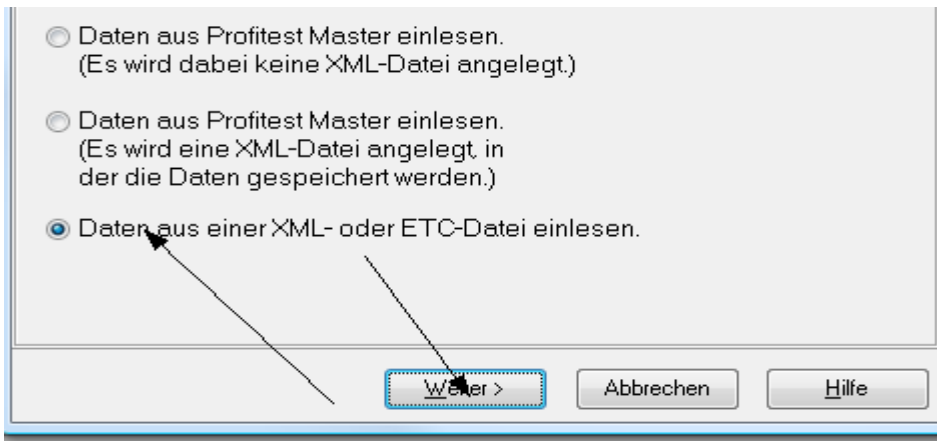 Daten aus Profitest Master einlesen.
(Es wird dabei keine XML-Datei angelegt.)
Daten aus Profitest Master einlesen.
(Es wird eine XML-Datei angelegt, in
der die Daten gespeichert werden.)
Daten aus einer XML- oder ETC-Datei einlesen.
Weiter > Abbrechen Hilfe